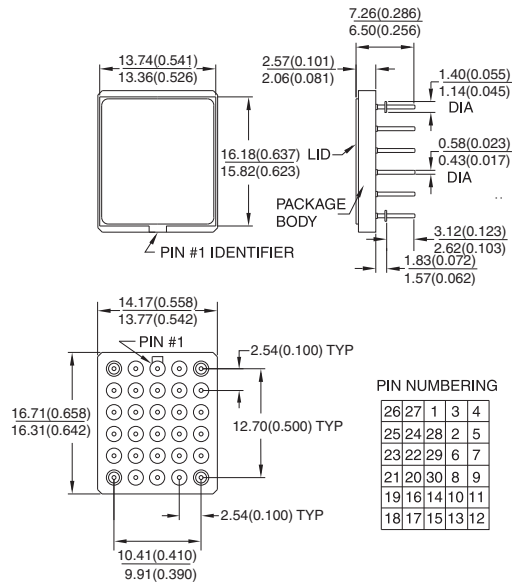 7.26(0.286)
6.50(0.256)
13.74(0.541)
13.36(0.526)
2.57(0.101)
2.06(0.081)
1.40(0.055)
1.14(0.045)
DIA
16.18(0.637)
15.82(0.623)
LID
0.58(0.023)
0.43(0.017)
DIA
PACKAGE
BODY
PIN #1 IDENTIFIER
3.12(0.123)
2.62(0.103)
1.83(0.072)
1.57(0.062)
14.17(0.558)
13.77(0.542)
PIN #1
2.54(0.100) TYP
16.71(0.658)
16.31(0.642)
12.70(0.500) TYP
2.54(0.100) TYP
10.41(0.410)
9.91(0.390)
PIN NUMBERING
26 27 1 3 4
25 24 28 2 5
23 22 29 6 7
21 20 30 8 9
19 16 14 10 11
18 17 15 13 12